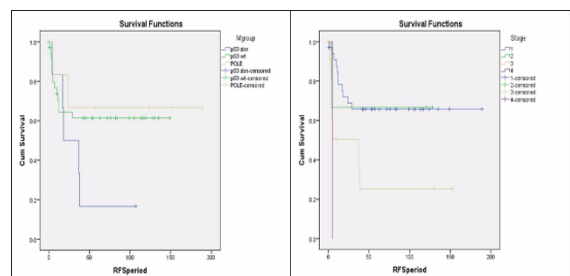 Survival Functions
Mgroup
p53 abn
p53 wt
POLE
p53 abn-censored
p53 wt-censored
POLE-censored
Cum Survival
1.0
0.8
0.6
0.4
0.2
0.0
0
50
100
150
200
RFSperiod
Survival Functions
Stage
1
2
3
4
1-censored
2-censored
3-censored
4-censored
Cum Survival
1.0
0.8
0.6
0.4
0.2
0.0
0
50
100
150
200
RFSperiod